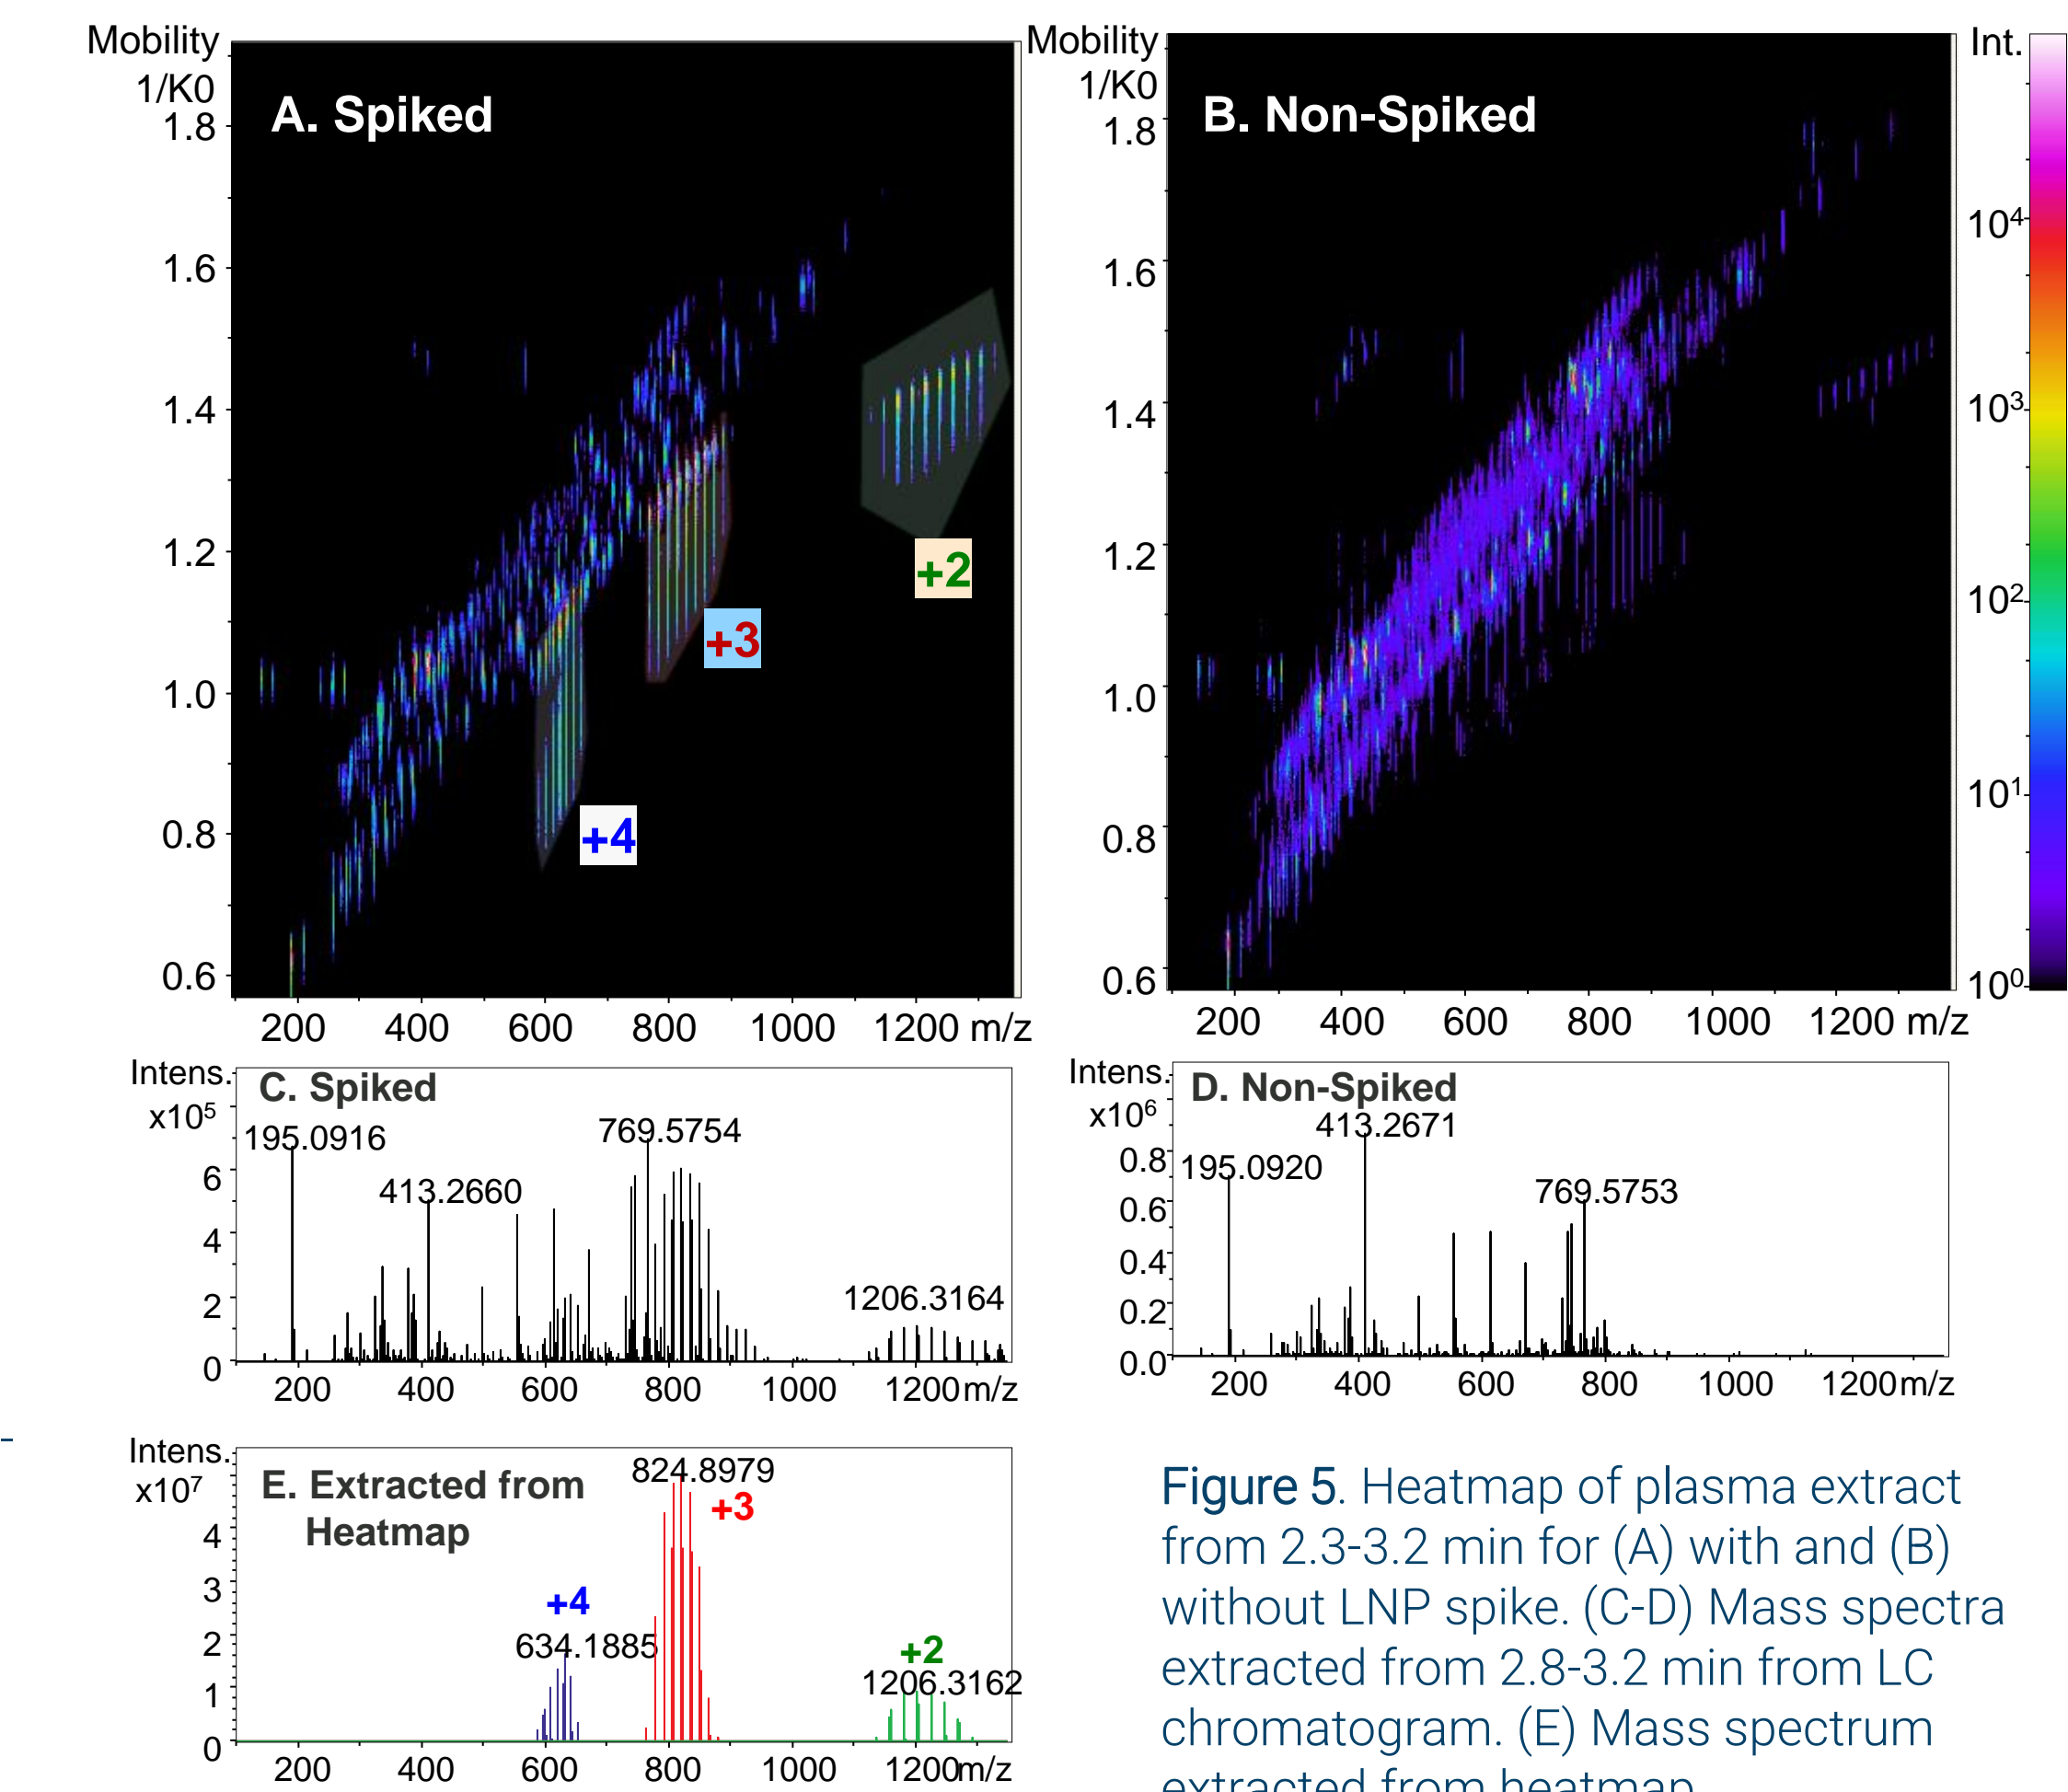 Mobility
1/K0
A. Spiked
1.8
1.6
1.4
1.2
1.0
0.8
0.6
+2
+3
+4
200 400 600 800 1000 1200 m/z
Mobility
1/K0
B. Non-Spiked
1.8
1.6
1.4
1.2
1.0
0.8
0.6
200 400 600 800 1000 1200 m/z
Int.
10⁴
10³
10²
10¹
10⁰
Intens.
x10⁵
C. Spiked
195.0916
413.2660
769.5754
1206.3164
6
4
2
0
200 400 600 800 1000 1200 m/z
Intens.
x10⁶
D. Non-Spiked
413.2671
195.0920
769.5753
0.8
0.6
0.4
0.2
0.0
200 400 600 800 1000 1200 m/z
Intens.
x10⁷
E. Extracted from
Heatmap
824.8979
+3
+4
634.1885
+2
1206.3162
4
3
2
1
0
200 400 600 800 1000 1200 m/z
Figure 5. Heatmap of plasma extract
from 2.3-3.2 min for (A) with and (B)
without LNP spike. (C-D) Mass spectra
extracted from 2.8-3.2 min from LC
chromatogram. (E) Mass spectrum
extracted from heatmap